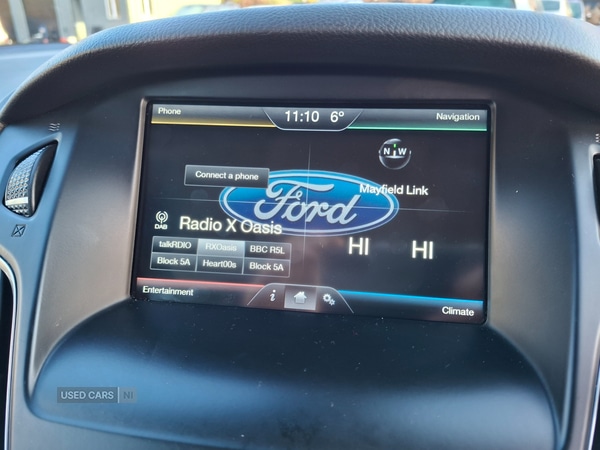 Phone
11:10 6°
Navigation
N W
Connect a phone
Mayfield Link
Ford
DAB
Radio X Oasis
talkRDIO RXOasis BBC R5L
Block 5A Heart00s Block 5A
HI HI
Entertainment
i
Climate
USED CARS NI